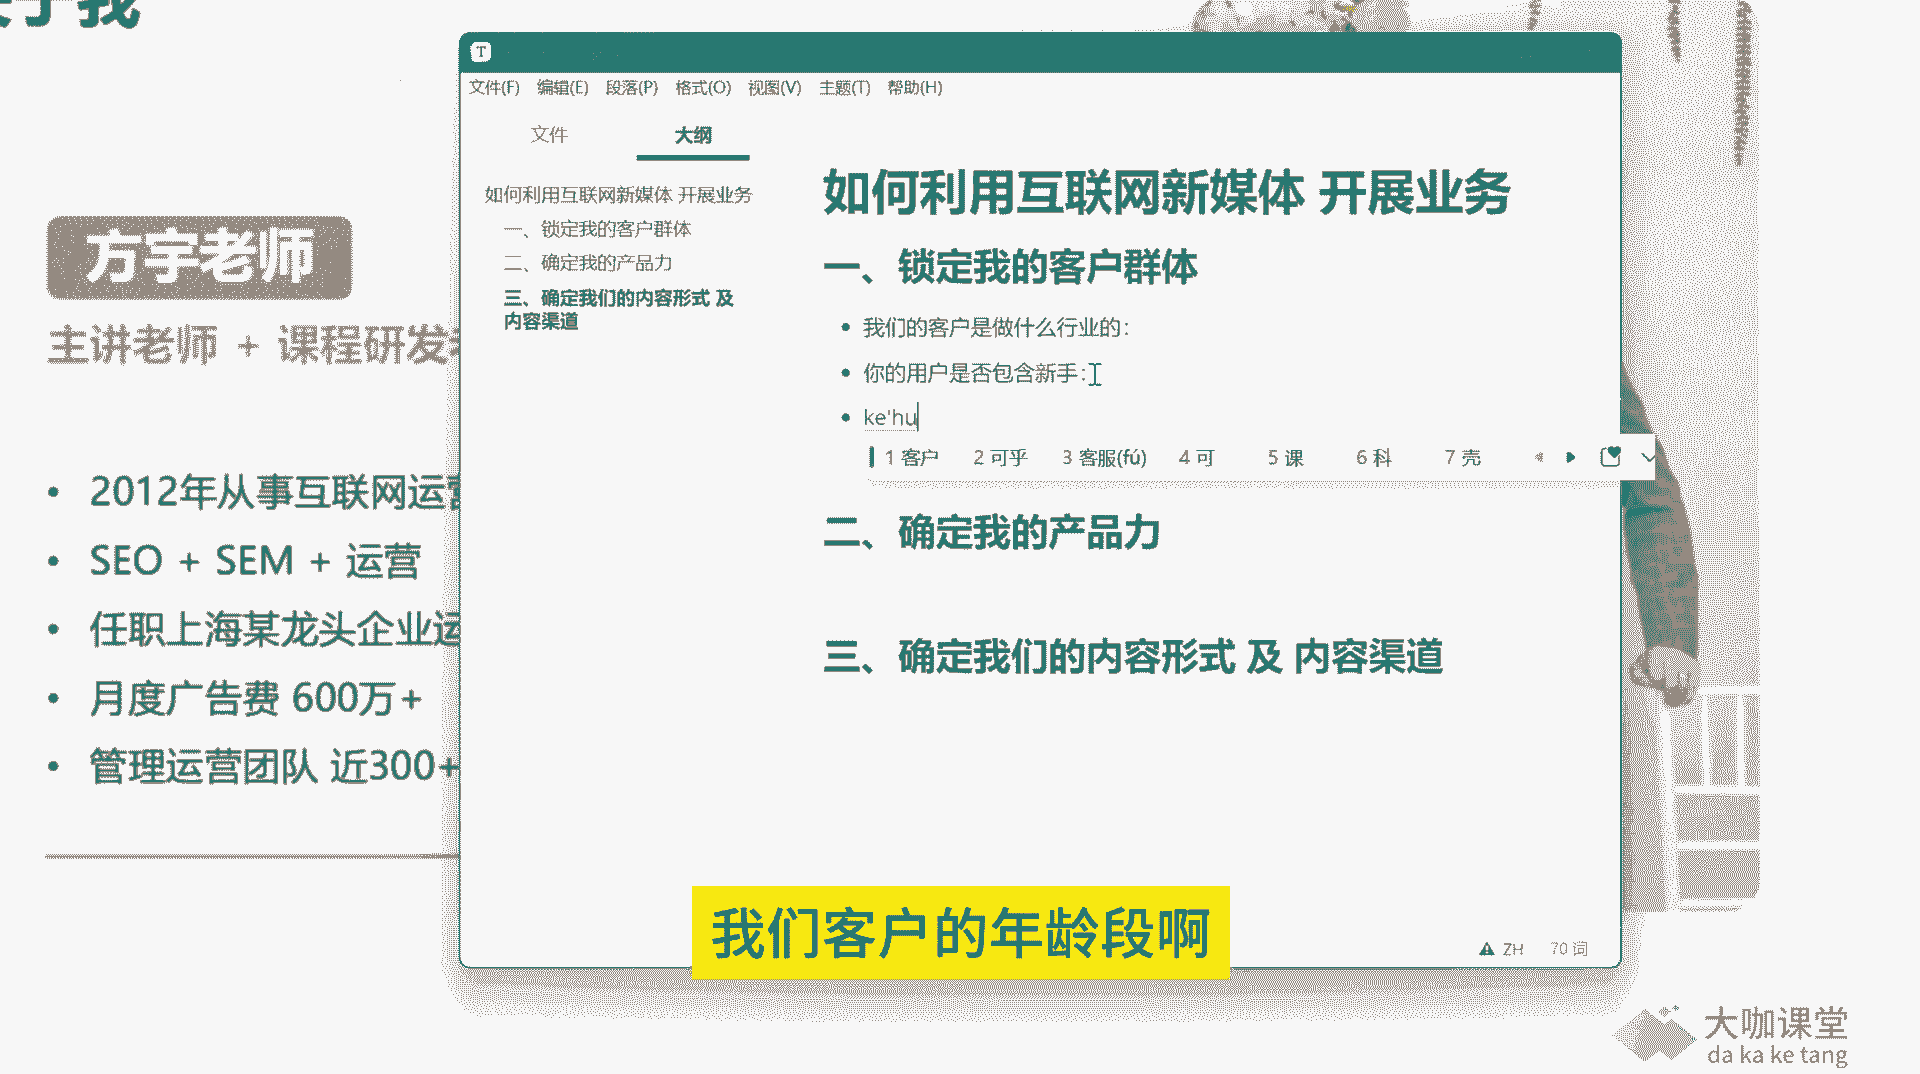 于我
方宇老师
主讲老师 + 课程研发
• 2012年从事互联网运营
• SEO + SEM + 运营
• 任职上海某龙头企业运
• 月度广告费 600万+
• 管理运营团队 近300+
T
文件(F) 编辑(E) 段落(P) 格式(O) 视图(V) 主题(T) 帮助(H)
文件 大纲
如何利用互联网新媒体 开展业务
一、锁定我的客户群体
二、确定我的产品力
三、确定我们的内容形式 及
内容渠道
如何利用互联网新媒体 开展业务
一、锁定我的客户群体
• 我们的客户是做什么行业的:
• 你的用户是否包含新手:
• ke'hu
1 客户 2 可乎 3 客服(fú) 4 可 5 课 6 科 7 壳
二、确定我的产品力
三、确定我们的内容形式 及 内容渠道
我们客户的年龄段啊
ZH 70 词
大咖课堂
da ka ke tang